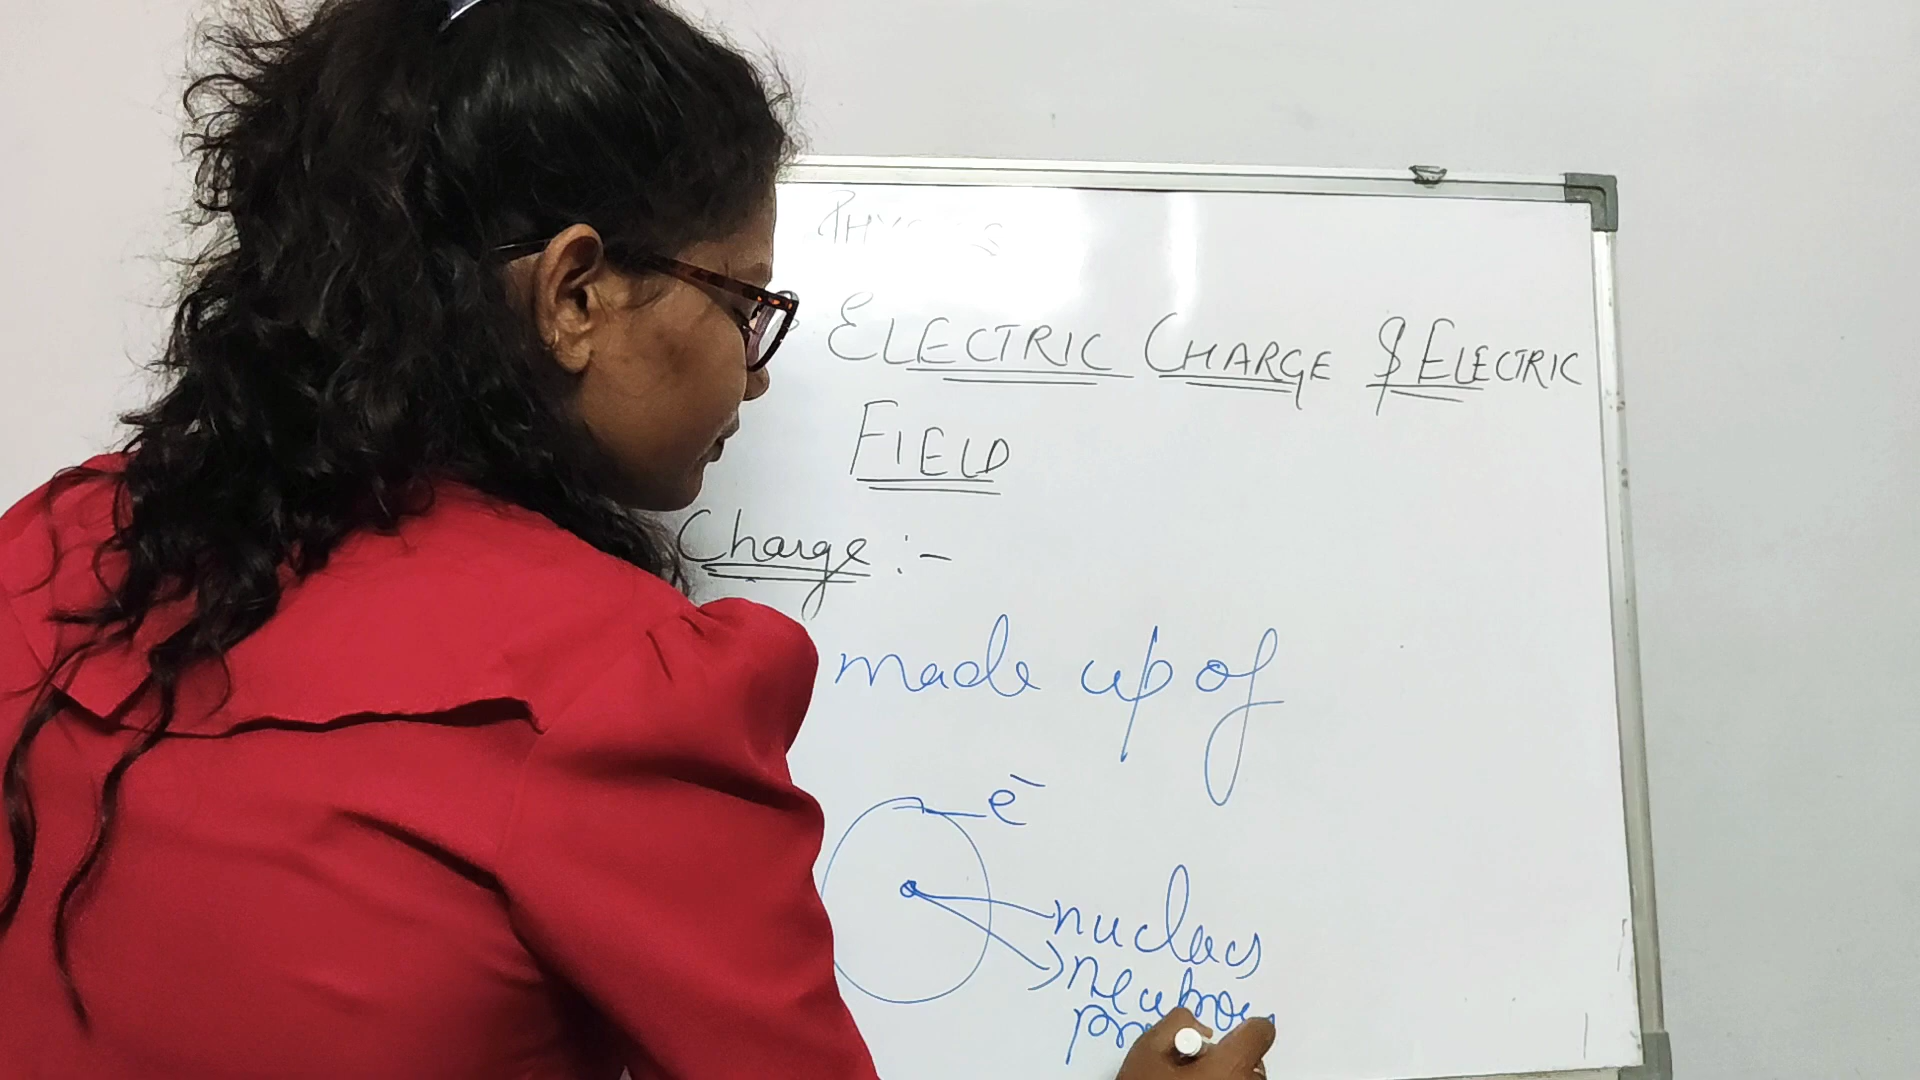 PHYSICS
ELECTRIC CHARGE & ELECTRIC
FIELD
Charge :-
made up of
e-
nucleus
neutron